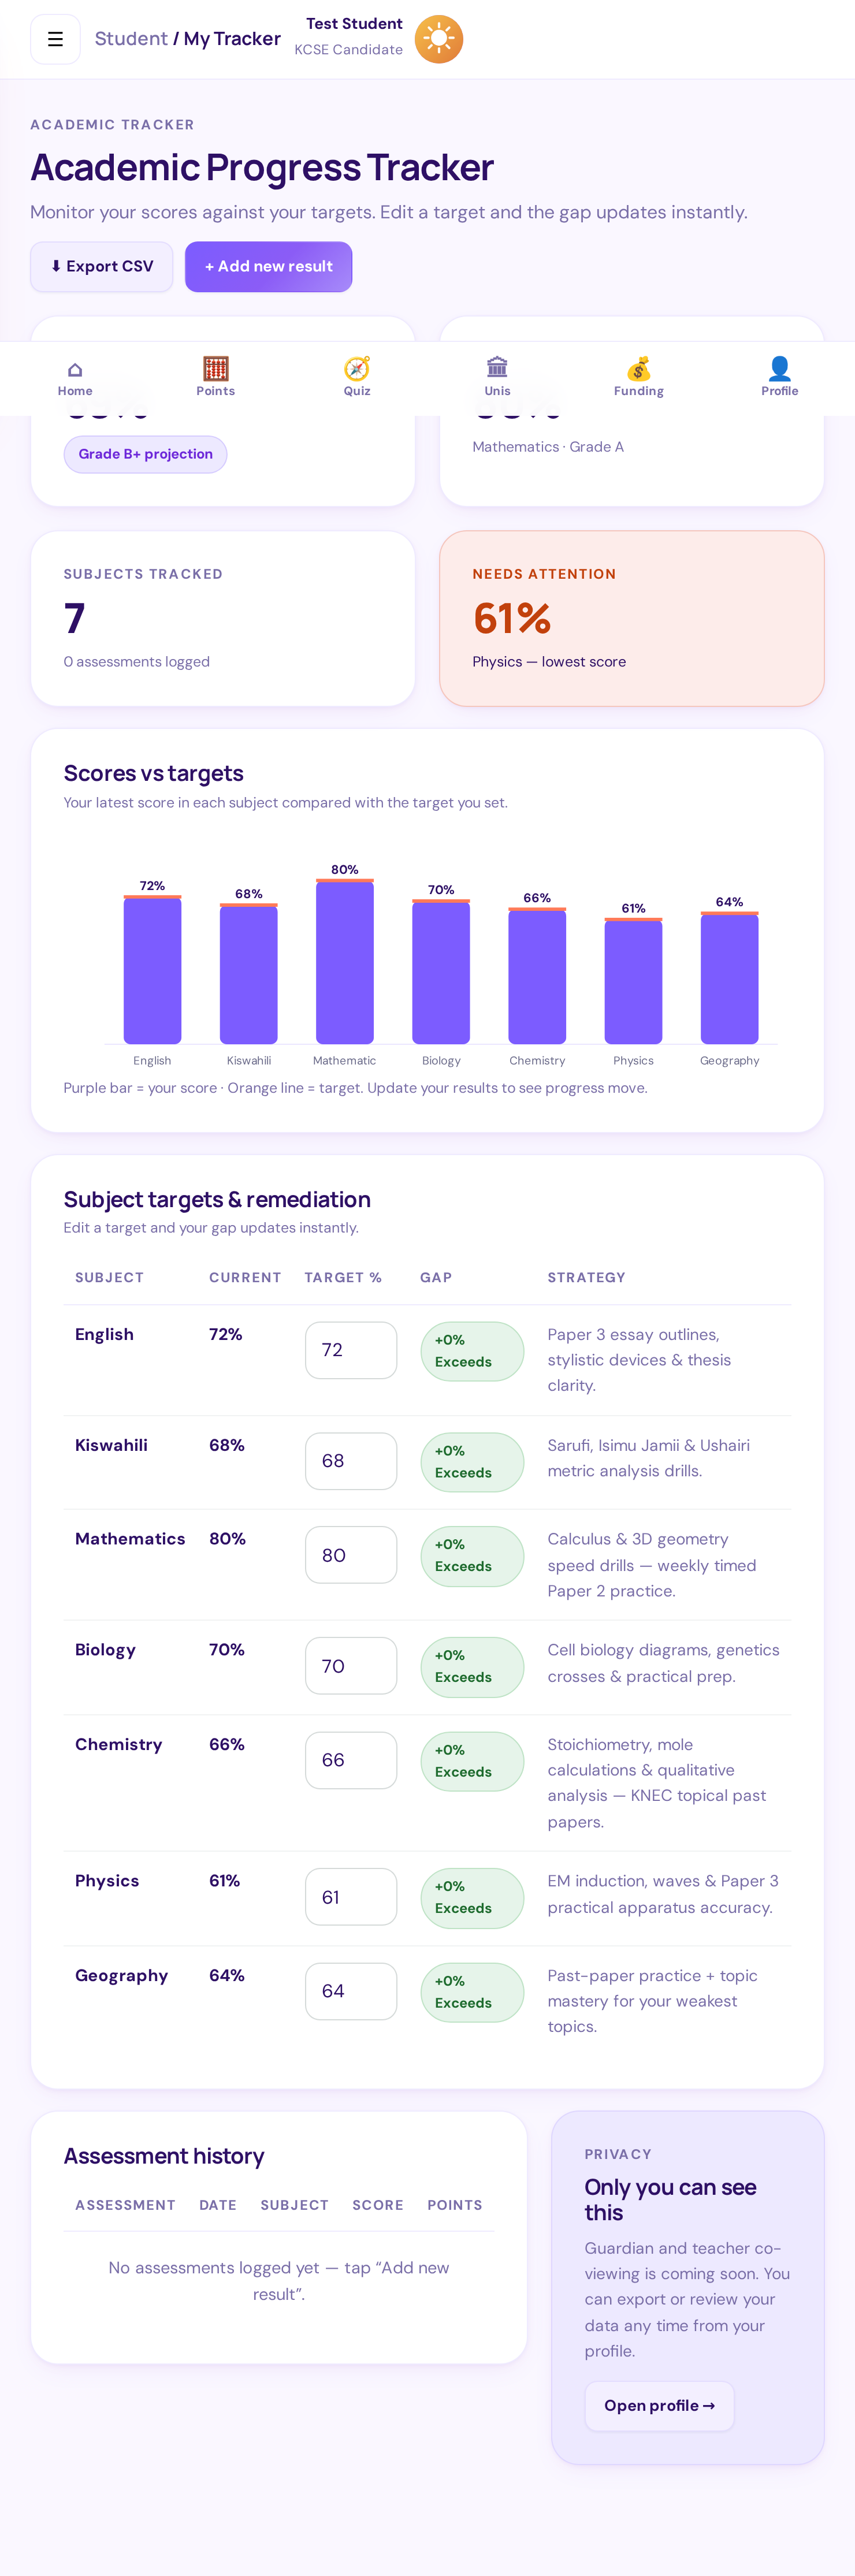 ☰ Student / My Tracker
Test Student
KCSE Candidate
ACADEMIC TRACKER
Academic Progress Tracker
Monitor your scores against your targets. Edit a target and the gap updates instantly.
⬇ Export CSV
+ Add new result
Home
Points
Quiz
Unis
Funding
Profile
Grade B+ projection
Mathematics · Grade A
SUBJECTS TRACKED
7
0 assessments logged
NEEDS ATTENTION
61%
Physics — lowest score
Scores vs targets
Your latest score in each subject compared with the target you set.
72%
68%
80%
70%
66%
61%
64%
English
Kiswahili
Mathematic
Biology
Chemistry
Physics
Geography
Purple bar = your score · Orange line = target. Update your results to see progress move.
Subject targets & remediation
Edit a target and your gap updates instantly.
SUBJECT CURRENT TARGET % GAP STRATEGY
English 72% 72 +0% Exceeds
Paper 3 essay outlines,
stylistic devices & thesis
clarity.
Kiswahili 68% 68 +0% Exceeds
Sarufi, Isimu Jamii & Ushairi
metric analysis drills.
Mathematics 80% 80 +0% Exceeds
Calculus & 3D geometry
speed drills — weekly timed
Paper 2 practice.
Biology 70% 70 +0% Exceeds
Cell biology diagrams, genetics
crosses & practical prep.
Chemistry 66% 66 +0% Exceeds
Stoichiometry, mole
calculations & qualitative
analysis — KNEC topical past
papers.
Physics 61% 61 +0% Exceeds
EM induction, waves & Paper 3
practical apparatus accuracy.
Geography 64% 64 +0% Exceeds
Past-paper practice + topic
mastery for your weakest
topics.
Assessment history
ASSESSMENT DATE SUBJECT SCORE POINTS
No assessments logged yet — tap “Add new
result”.
PRIVACY
Only you can see
this
Guardian and teacher co-
viewing is coming soon. You
can export or review your
data any time from your
profile.
Open profile →